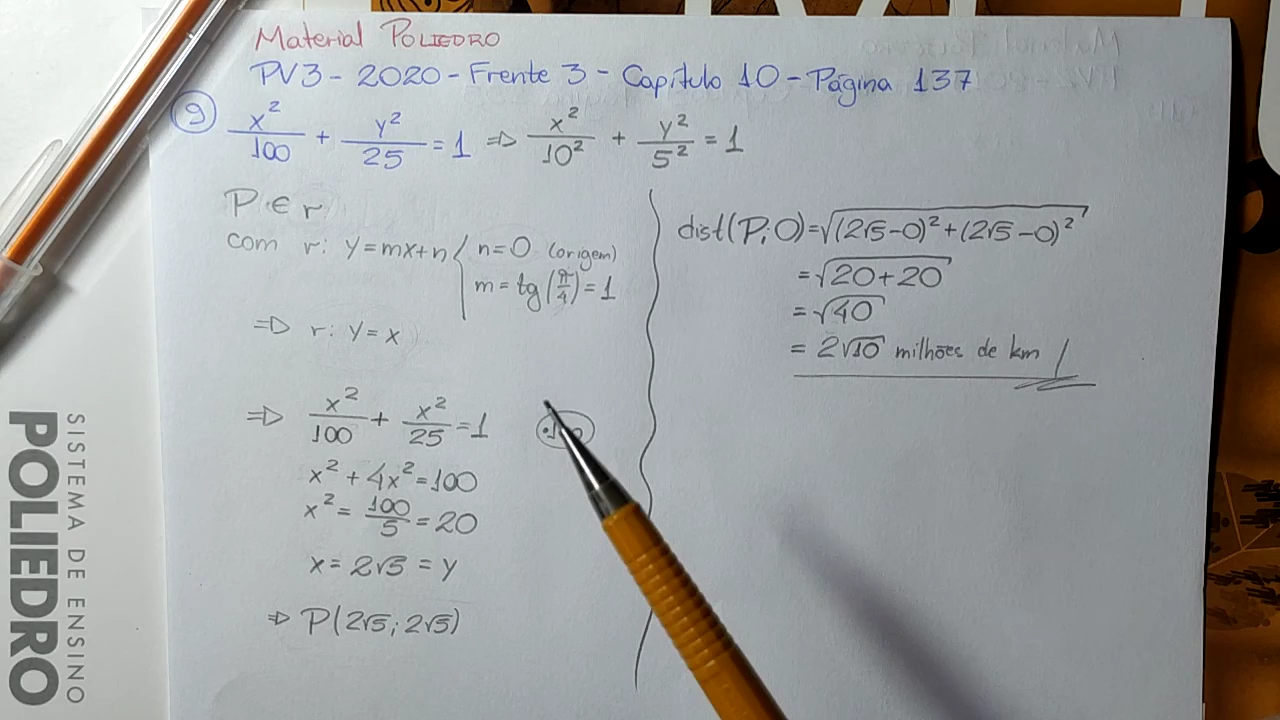 Material POLIEDRO
PV3 - 2020 - Frente 3 - Capítulo 10 - Página 137
9 x²/100 + y²/25 = 1 ⇒ x²/10² + y²/5² = 1
P ∈ r
com r: y = mx + n { n = 0 (origem)
m = tg(π/4) = 1
⇒ r: y = x
⇒ x²/100 + x²/25 = 1
x² + 4x² = 100
x² = 100/5 = 20
x = 2√5 = y
⇒ P(2√5; 2√5)
dist(P; O) = √(2√5 - 0)² + (2√5 - 0)²
= √20 + 20
= √40
= 2√10 milhões de km
SISTEMA DE ENSINO
POLIEDRO